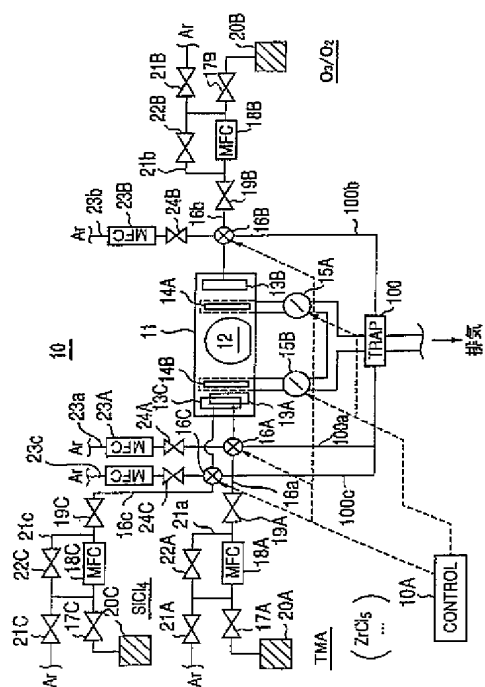 10
21C
22C
21c
19C
Ar
Ar
23c
23a
MFC
MFC
23A
24A
16C
13C
14B
11
14A
Ar
23b
MFC
23B
24B
21b
22B
21B
Ar
Ar
17C
18C
MFC
20C
SiCl4
16c
24C
12
13A
13B
16b
19B
MFC
18B
17B
20B
16B
O3/O2
21A
22A
21a
16a
16A
15B
15A
Ar
17A
18A
MFC
19A
20A
100a
100c
100b
TRAP
100
TMA
(ZrCl5
...)
10A
CONTROL
排気